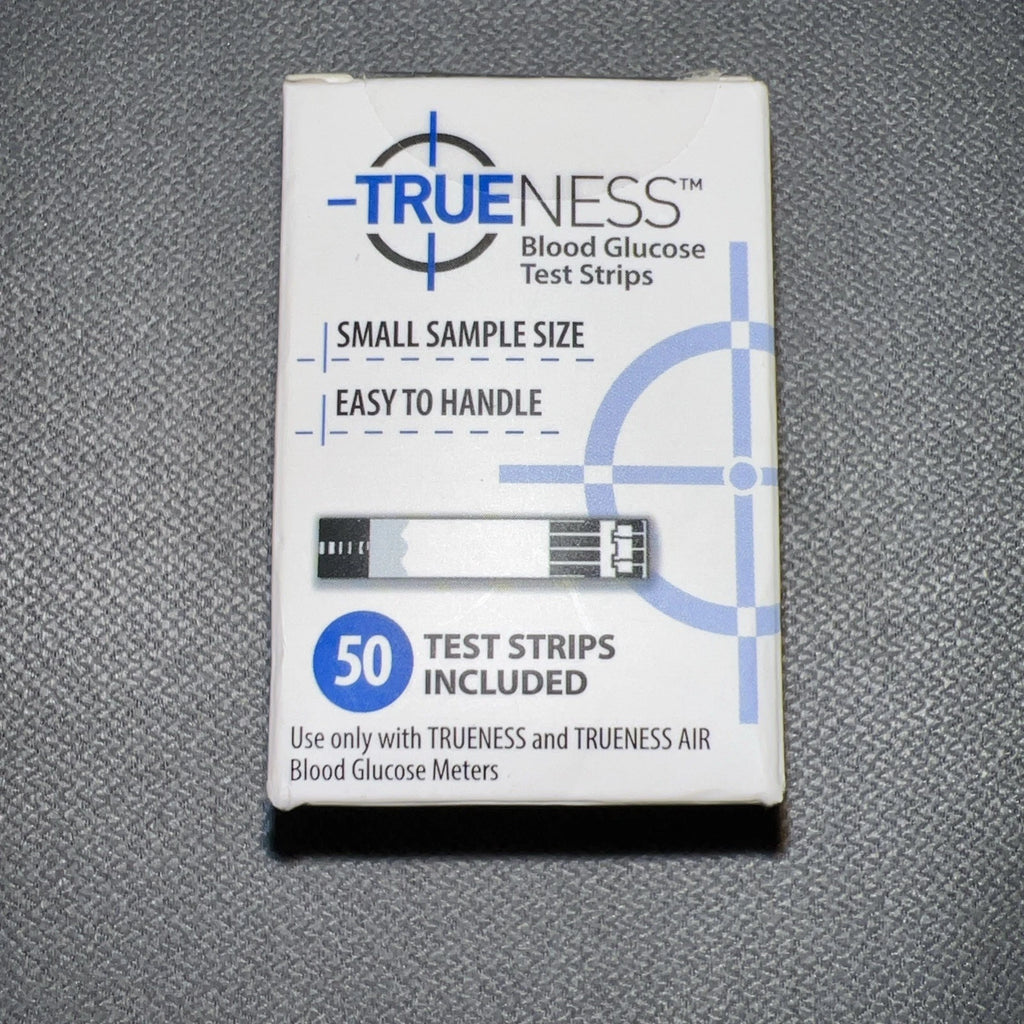 TRUENESS™
Blood Glucose
Test Strips
SMALL SAMPLE SIZE
EASY TO HANDLE
50
TEST STRIPS
INCLUDED
Use only with TRUENESS and TRUENESS AIR
Blood Glucose Meters